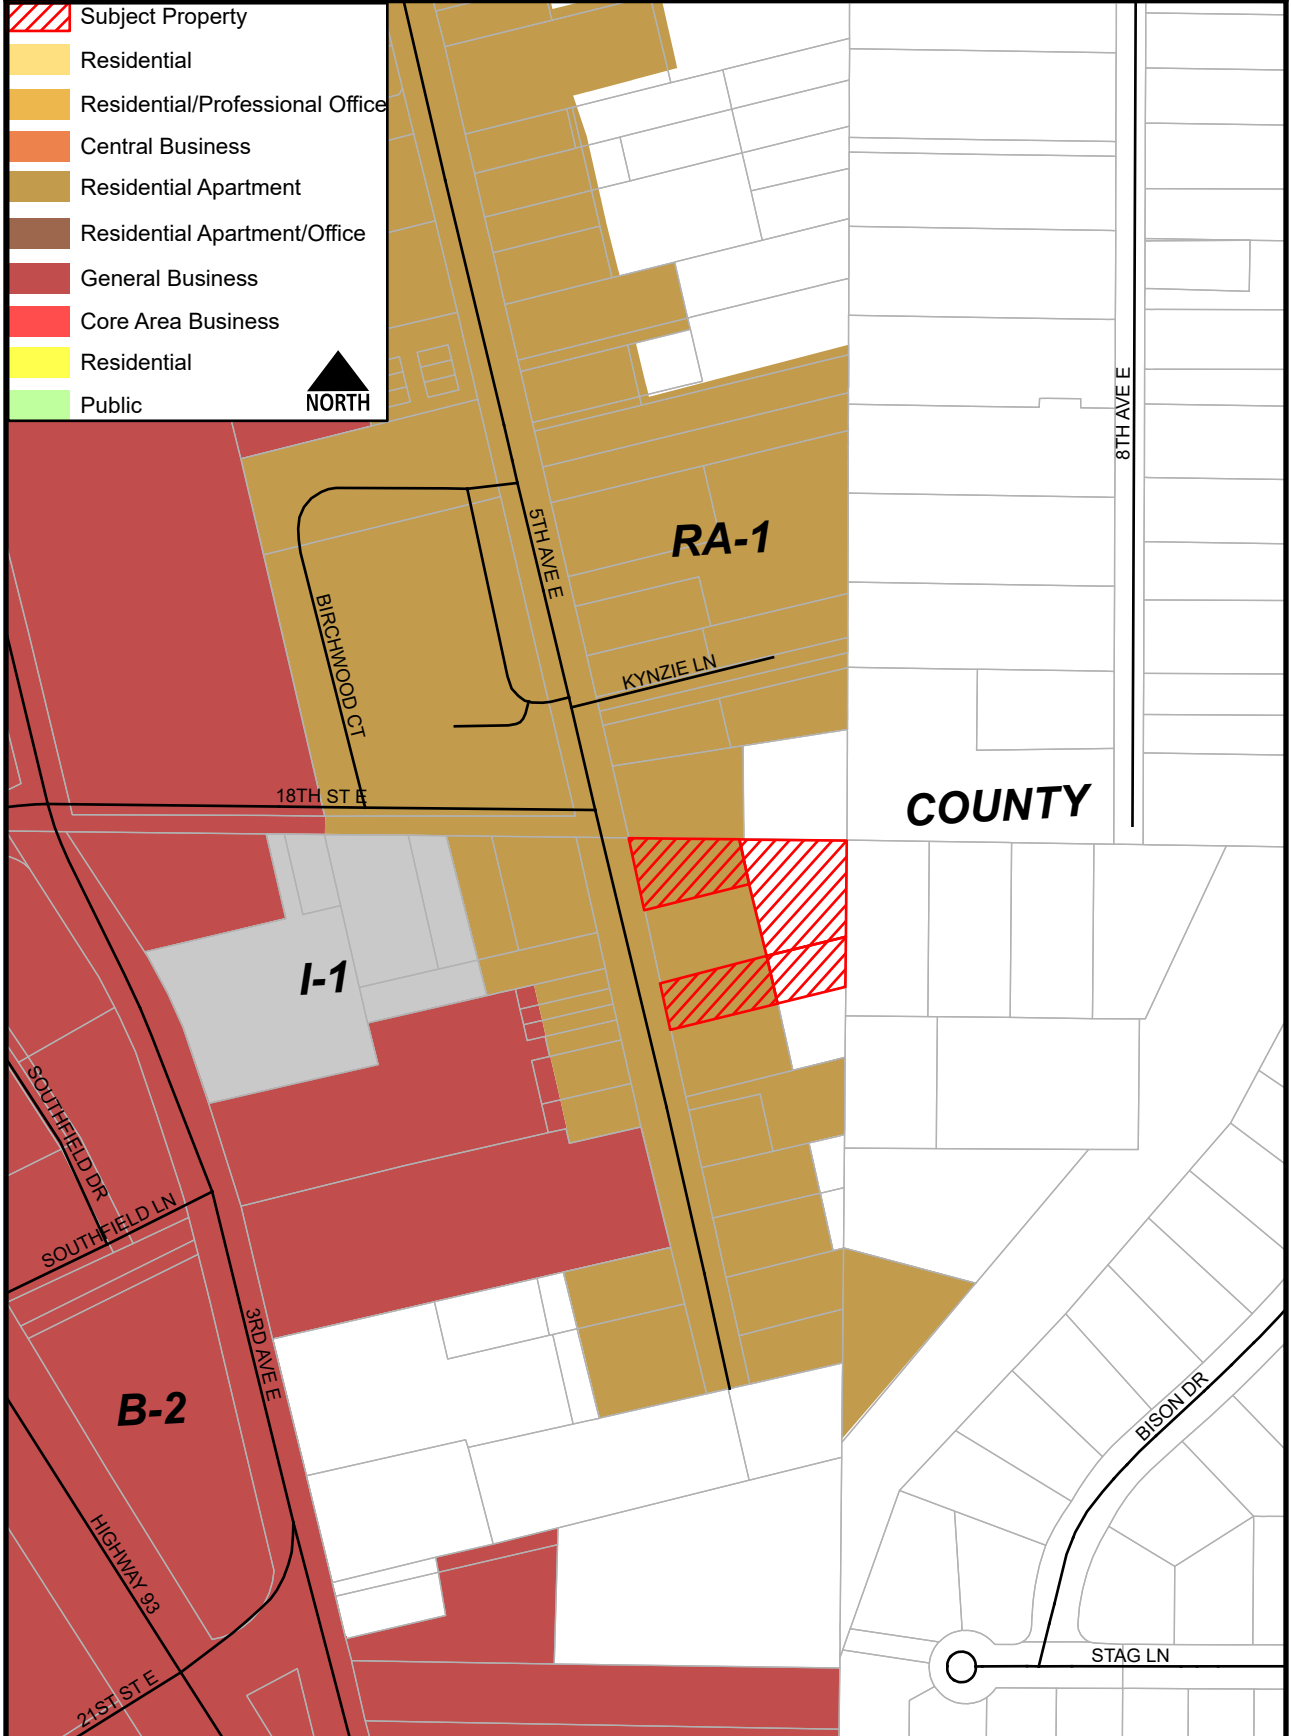 Subject Property
Residential
Residential/Professional Office
Central Business
Residential Apartment
Residential Apartment/Office
General Business
Core Area Business
Residential
Public
NORTH
8TH AVE E
5TH AVE E
RA-1
BIRCHWOOD CT
KYNZIE LN
18TH ST E
COUNTY
I-1
SOUTHFIELD DR
SOUTHFIELD LN
3RD AVE E
B-2
BISON DR
HIGHWAY 93
STAG LN
21ST ST E